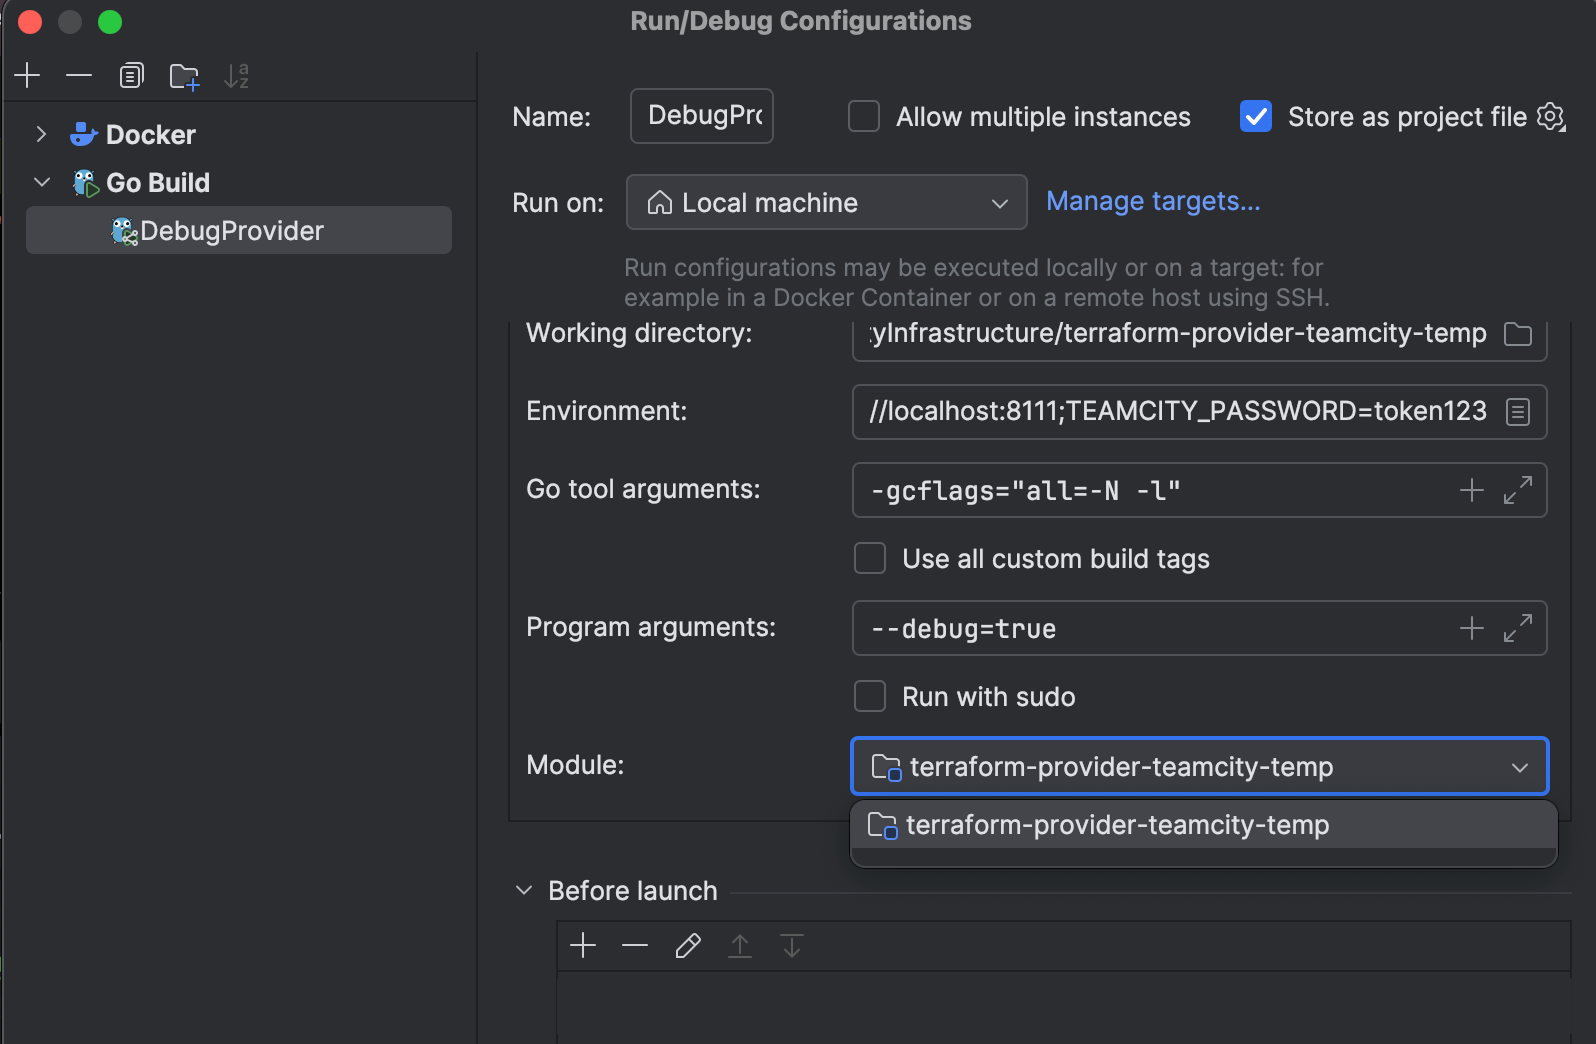 Run/Debug Configurations
Docker
Go Build
DebugProvider
Name:
DebugPr
Allow multiple instances
Store as project file
Run on:
Local machine
Manage targets...
Run configurations may be executed locally or on a target: for
example in a Docker Container or on a remote host using SSH.
Working directory:
tyInfrastructure/terraform-provider-teamcity-temp
Environment:
//localhost:8111;TEAMCITY_PASSWORD=token123
Go tool arguments:
-gcflags="all=-N -l"
Use all custom build tags
Program arguments:
--debug=true
Run with sudo
Module:
terraform-provider-teamcity-temp
terraform-provider-teamcity-temp
Before launch